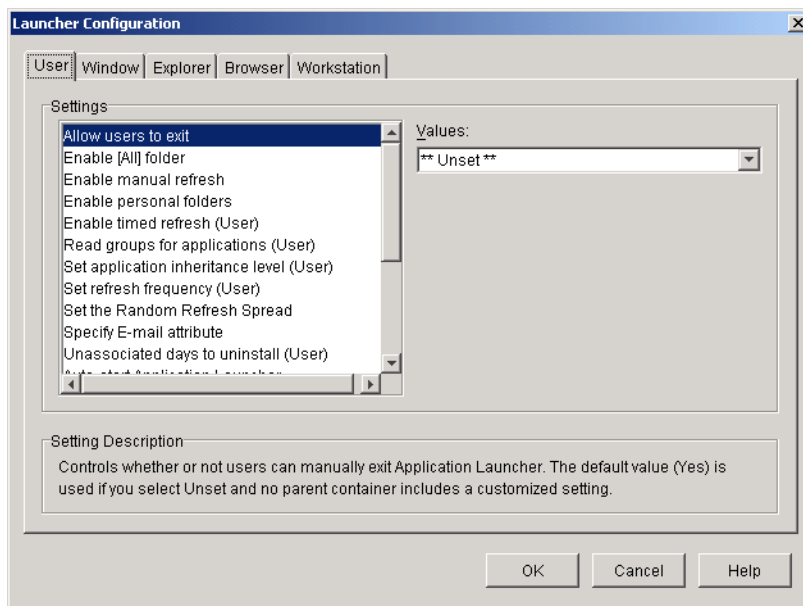 Launcher Configuration
User Window Explorer Browser Workstation
Settings
Allow users to exit
Enable [All] folder
Enable manual refresh
Enable personal folders
Enable timed refresh (User)
Read groups for applications (User)
Set application inheritance level (User)
Set refresh frequency (User)
Set the Random Refresh Spread
Specify E-mail attribute
Unassociated days to uninstall (User)
Auto-start Application Launcher
Values:
** Unset **
Setting Description
Controls whether or not users can manually exit Application Launcher. The default value (Yes) is
used if you select Unset and no parent container includes a customized setting.
OK Cancel Help